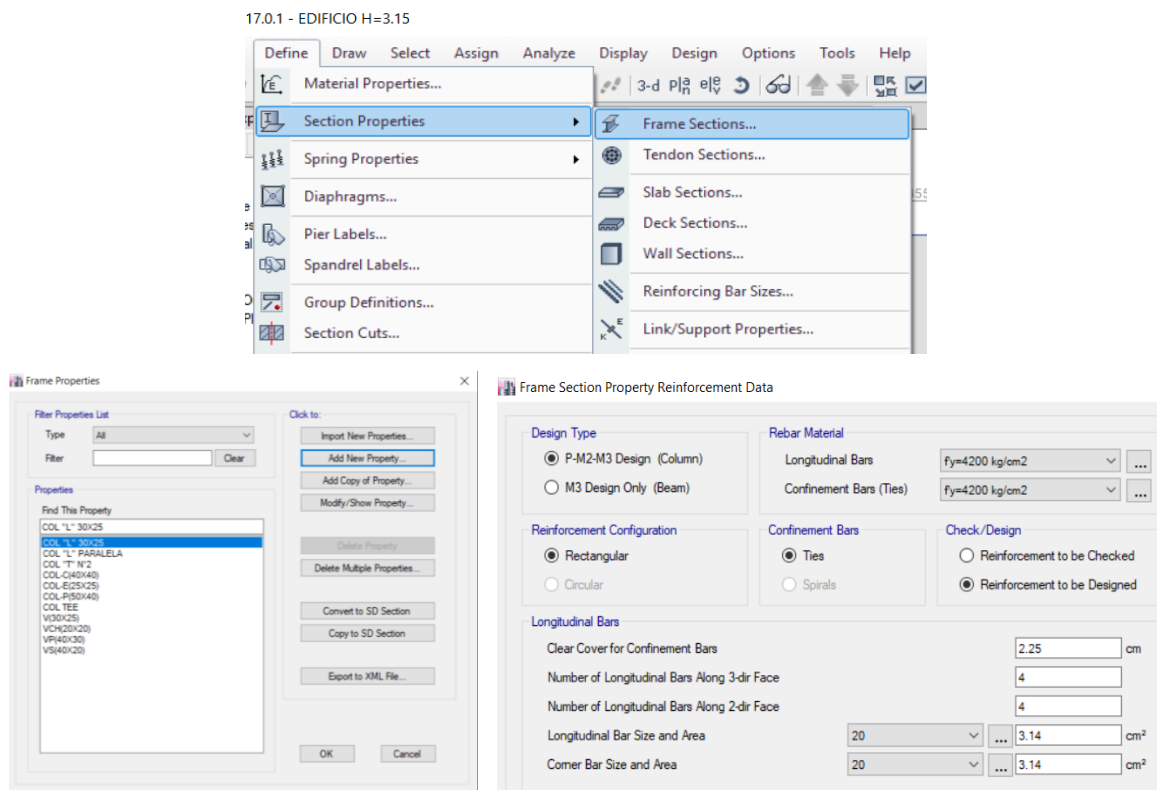 17.0.1 - EDIFICIO H=3.15
Define Draw Select Assign Analyze Display Design Options Tools Help
Material Properties...
3-d
Section Properties
Frame Sections...
Spring Properties
Tendon Sections...
Diaphragms...
Slab Sections...
Deck Sections...
Pier Labels...
Wall Sections...
Spandrel Labels...
Reinforcing Bar Sizes...
Group Definitions...
Link/Support Properties...
Section Cuts...
Frame Properties
Filter Properties List
Type All
Filter Clear
Properties
Find This Property
COL "L" 30X25
COL "L" 30X25
COL "L" PARALELA
COL "T" N°2
COL-C(40X40)
COL-E(25X25)
COL-P(50X40)
COL TEE
V(30X25)
VCH(20X20)
VP(40X30)
VS(40X20)
Click to:
Import New Properties...
Add New Property...
Add Copy of Property...
Modify/Show Property...
Delete Property
Delete Multiple Properties...
Convert to SD Section
Copy to SD Section
Export to XML File...
OK Cancel
Frame Section Property Reinforcement Data
Design Type
P-M2-M3 Design (Column)
M3 Design Only (Beam)
Rebar Material
Longitudinal Bars fy=4200 kg/cm2 ...
Confinement Bars (Ties) fy=4200 kg/cm2 ...
Reinforcement Configuration
Rectangular
Circular
Confinement Bars
Ties
Spirals
Check/Design
Reinforcement to be Checked
Reinforcement to be Designed
Longitudinal Bars
Clear Cover for Confinement Bars 2.25 cm
Number of Longitudinal Bars Along 3-dir Face 4
Number of Longitudinal Bars Along 2-dir Face 4
Longitudinal Bar Size and Area 20 ... 3.14 cm²
Corner Bar Size and Area 20 ... 3.14 cm²